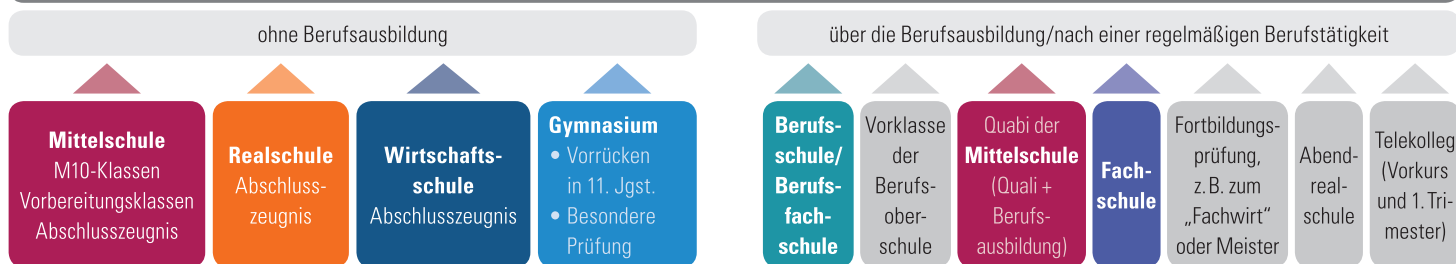 ohne Berufsausbildung
über die Berufsausbildung/nach einer regelmäßigen Berufstätigkeit
Mittelschule
M10-Klassen
Vorbereitungsklassen
Abschlusszeugnis
Realschule
Abschluss-
zeugnis
Wirtschafts-
schule
Abschlusszeugnis
Gymnasium
• Vorrücken
in 11. Jgst.
• Besondere
Prüfung
Berufs-
schule/
Berufs-
fach-
schule
Vorklasse
der
Berufs-
ober-
schule
Quabi der
Mittelschule
(Quali +
Berufs-
ausbildung)
Fach-
schule
Fortbildungs-
prüfung,
z. B. zum
„Fachwirt“
oder Meister
Abend-
real-
schule
Telekolleg
(Vorkurs
und 1. Tri-
mester)